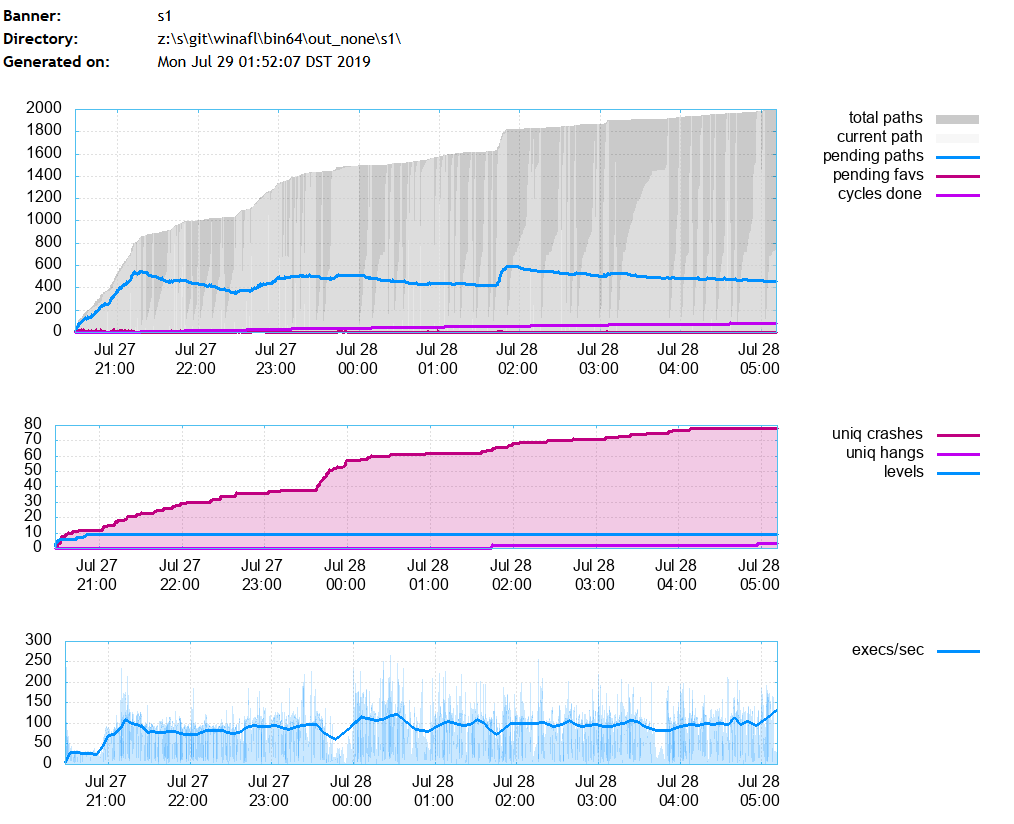 Banner: s1
Directory: z:\s\git\winafl\bin64\out_none\s1\
Generated on: Mon Jul 29 01:52:07 DST 2019
2000
1800
1600
1400
1200
1000
800
600
400
200
0
Jul 27 Jul 27 Jul 27 Jul 28 Jul 28 Jul 28 Jul 28 Jul 28 Jul 28
21:00 22:00 23:00 00:00 01:00 02:00 03:00 04:00 05:00
total paths
current path
pending paths
pending favs
cycles done
80
70
60
50
40
30
20
10
0
Jul 27 Jul 27 Jul 27 Jul 28 Jul 28 Jul 28 Jul 28 Jul 28 Jul 28
21:00 22:00 23:00 00:00 01:00 02:00 03:00 04:00 05:00
uniq crashes
uniq hangs
levels
300
250
200
150
100
50
0
Jul 27 Jul 27 Jul 27 Jul 28 Jul 28 Jul 28 Jul 28 Jul 28 Jul 28
21:00 22:00 23:00 00:00 01:00 02:00 03:00 04:00 05:00
execs/sec